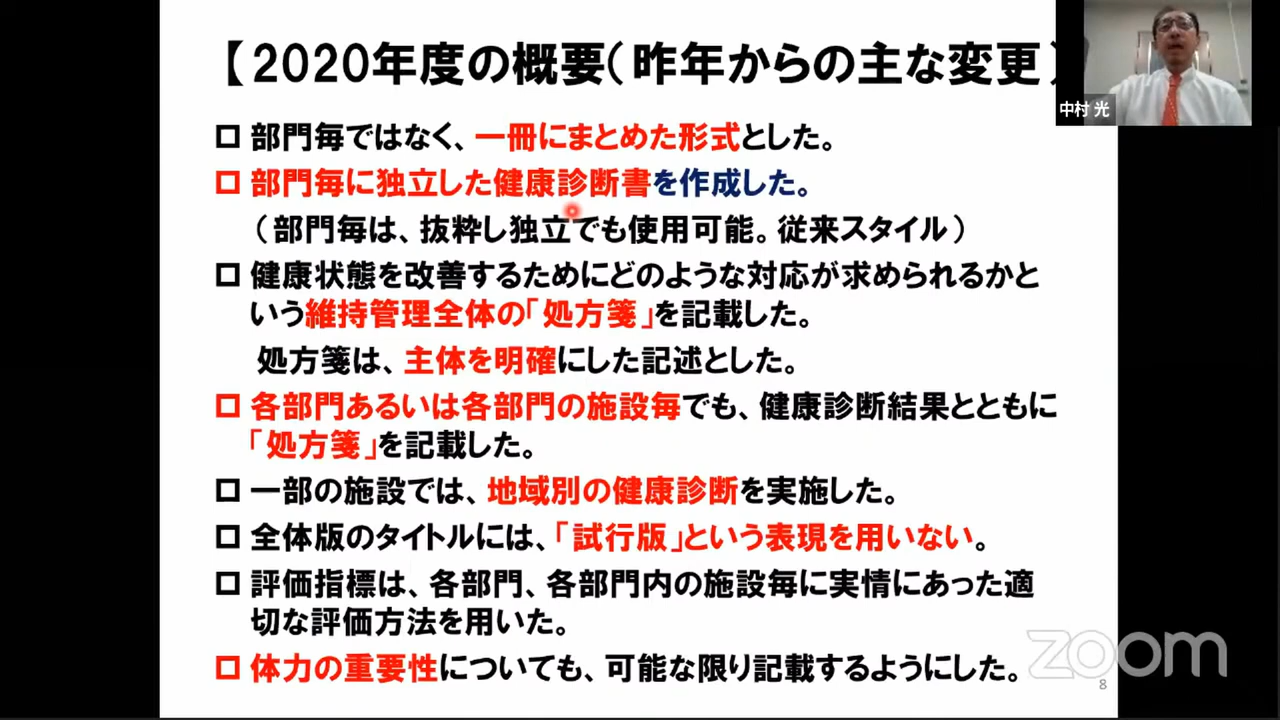 【2020年度の概要（昨年からの主な変更）
中村 光
□ 部門毎ではなく、一冊にまとめた形式とした。
□ 部門毎に独立した健康診断書を作成した。
（部門毎は、抜粋し独立でも使用可能。従来スタイル）
□ 健康状態を改善するためにどのような対応が求められるかと
いう維持管理全体の「処方箋」を記載した。
処方箋は、主体を明確にした記述とした。
□ 各部門あるいは各部門の施設毎でも、健康診断結果とともに
「処方箋」を記載した。
□ 一部の施設では、地域別の健康診断を実施した。
□ 全体版のタイトルには、「試行版」という表現を用いない。
□ 評価指標は、各部門、各部門内の施設毎に実情にあった適
切な評価方法を用いた。
□ 体力の重要性についても、可能な限り記載するようにした。
zoom
8